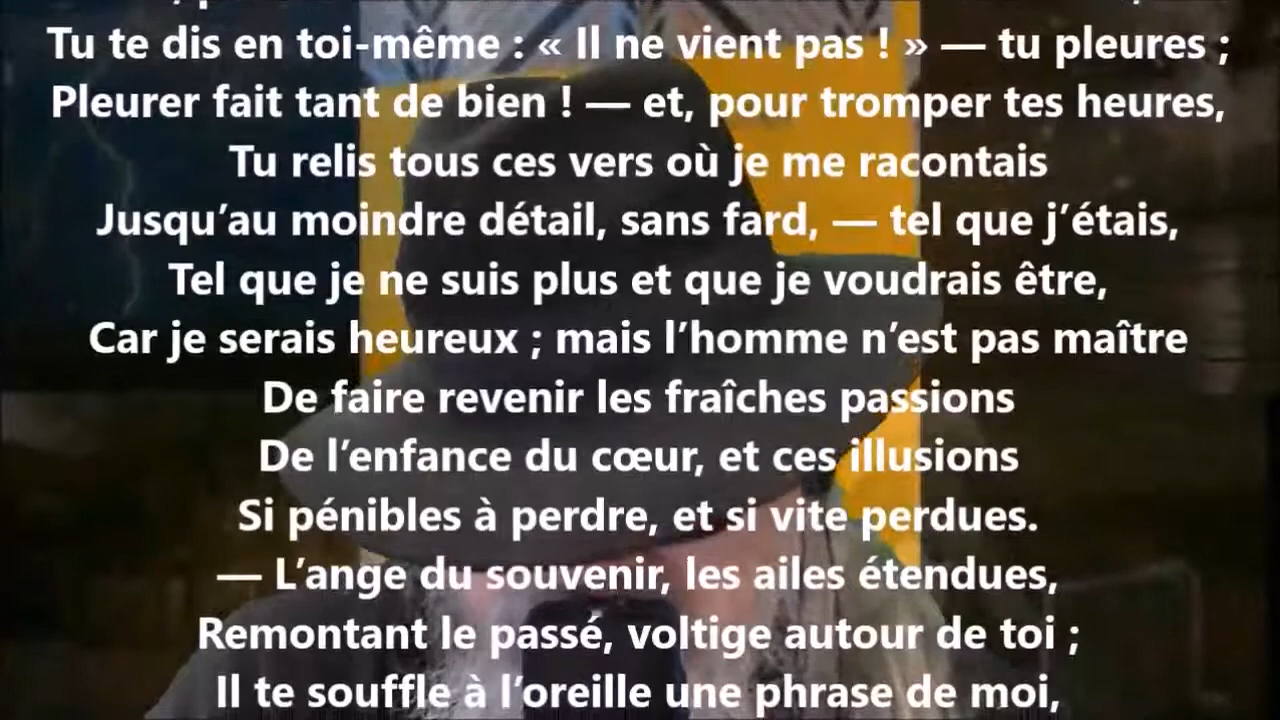 Tu te dis en toi-même : « Il ne vient pas ! » — tu pleures ;
Pleurer fait tant de bien ! — et, pour tromper tes heures,
Tu relis tous ces vers où je me racontais
Jusqu’au moindre détail, sans fard, — tel que j’étais,
Tel que je ne suis plus et que je voudrais être,
Car je serais heureux ; mais l’homme n’est pas maître
De faire revenir les fraîches passions
De l’enfance du cœur, et ces illusions
Si pénibles à perdre, et si vite perdues.
— L’ange du souvenir, les ailes étendues,
Remontant le passé, voltige autour de toi ;
Il te souffle à l’oreille une phrase de moi,